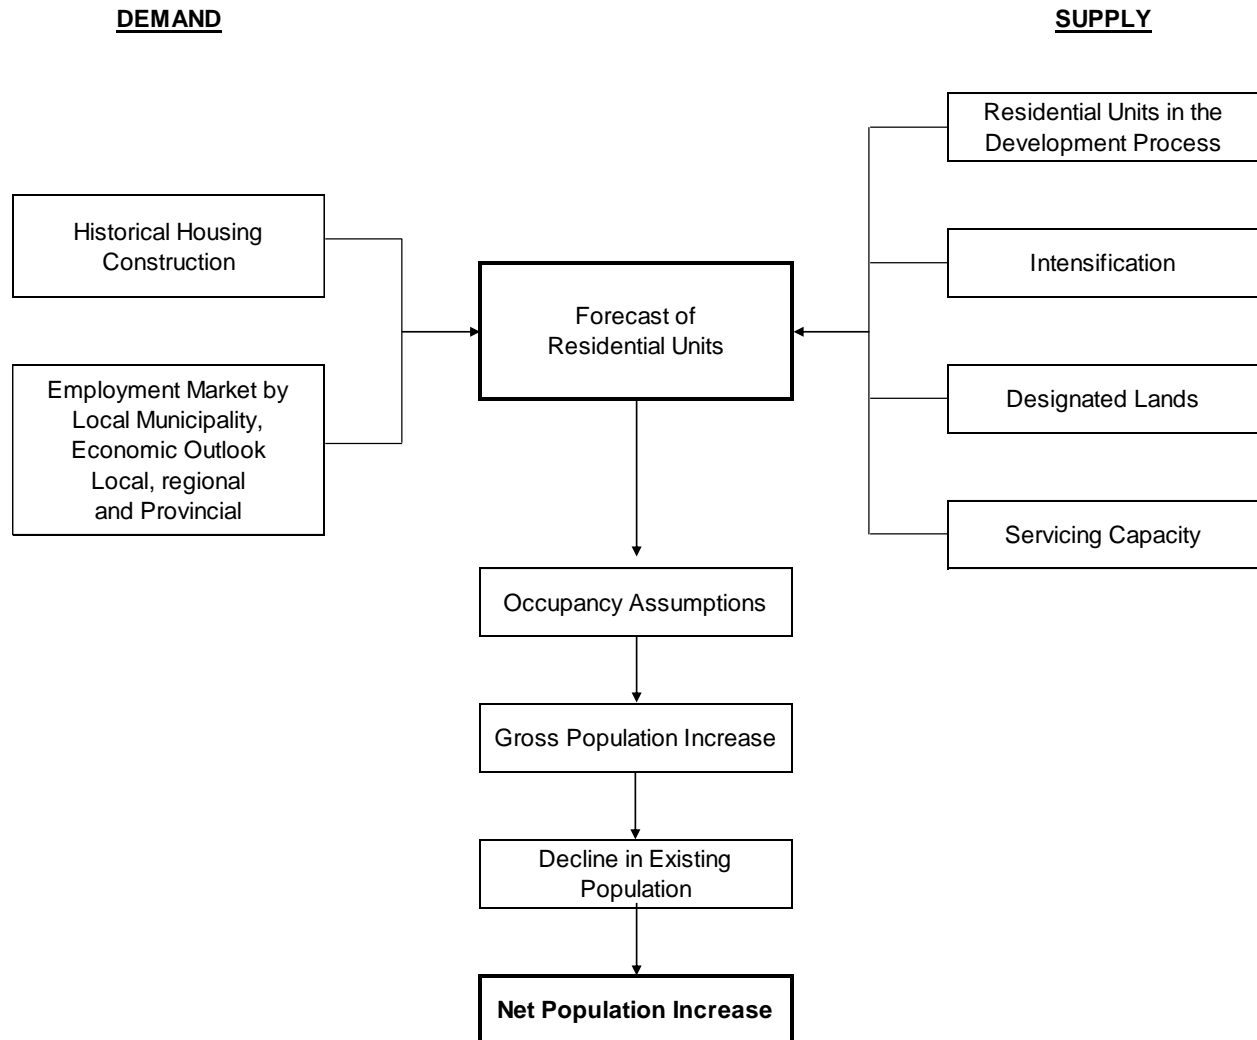 DEMAND
SUPPLY
Residential Units in the
Development Process
Historical Housing
Construction
Intensification
Forecast of
Residential Units
Employment Market by
Local Municipality,
Economic Outlook
Local, regional
and Provincial
Designated Lands
Servicing Capacity
Occupancy Assumptions
Gross Population Increase
Decline in Existing
Population
Net Population Increase